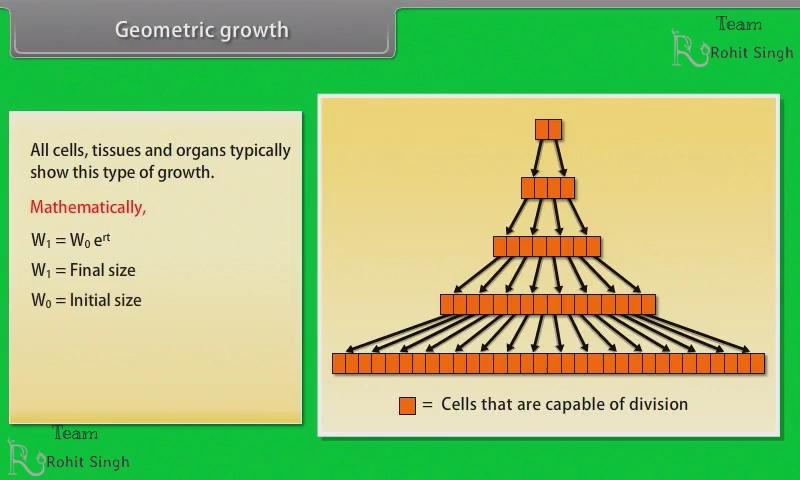 Geometric growth
Team
Rohit Singh
All cells, tissues and organs typically
show this type of growth.
Mathematically,
W₁ = W₀ eʳᵗ
W₁ = Final size
W₀ = Initial size
= Cells that are capable of division
Team
Rohit Singh